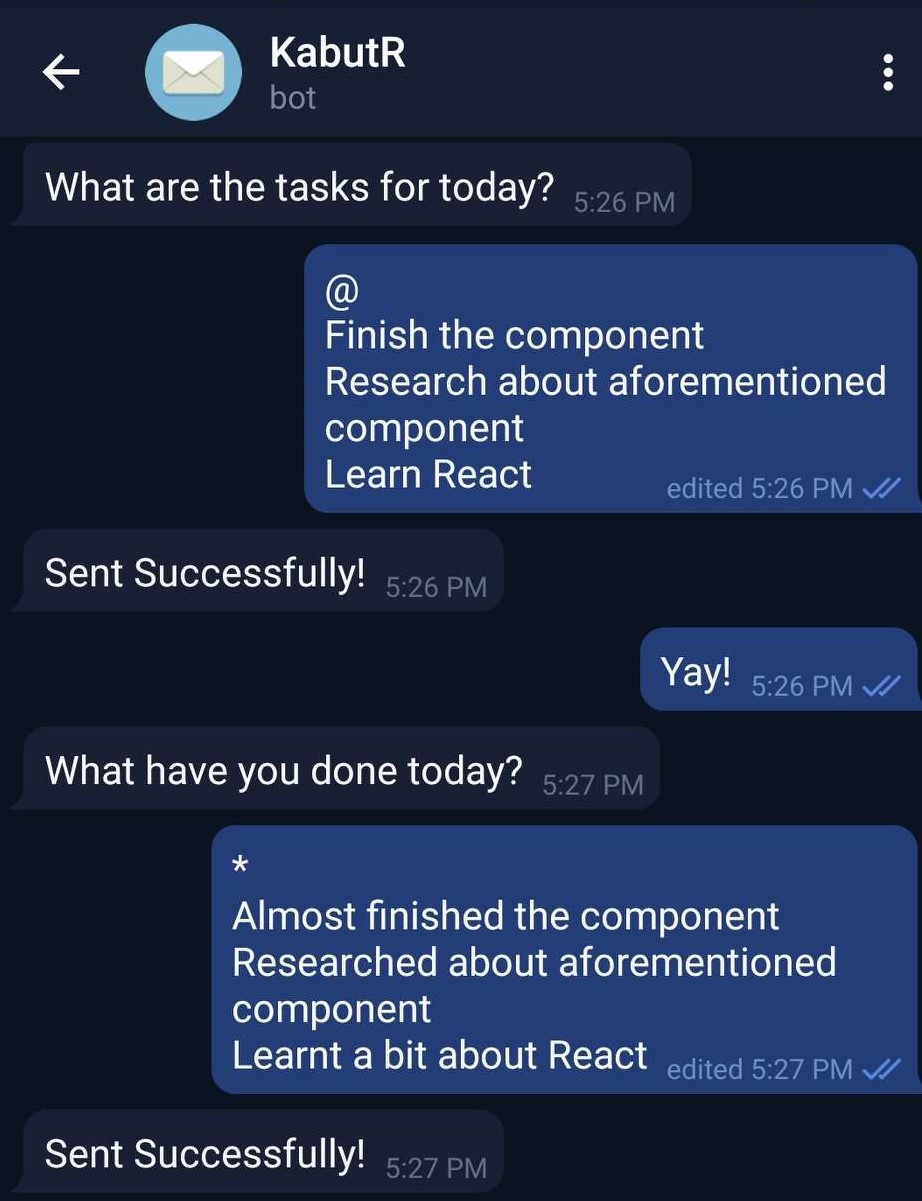 KabutR
bot
What are the tasks for today? 5:26 PM
@
Finish the component
Research about aforementioned
component
Learn React
edited 5:26 PM
Sent Successfully! 5:26 PM
Yay! 5:26 PM
What have you done today? 5:27 PM
*
Almost finished the component
Researched about aforementioned
component
Learnt a bit about React edited 5:27 PM
Sent Successfully! 5:27 PM